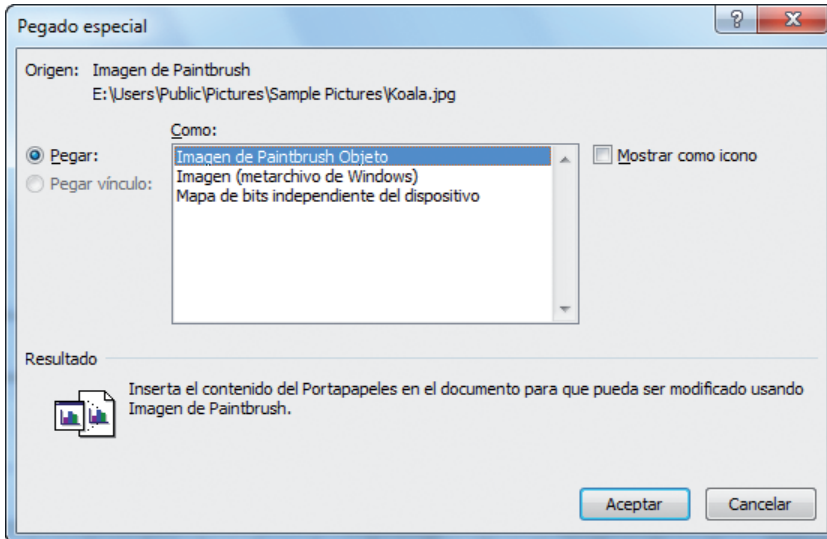 Pegado especial
Origen: Imagen de Paintbrush
E:\Users\Public\Pictures\Sample Pictures\Koala.jpg
Como:
Pegar:
Pegar vínculo:
Imagen de Paintbrush Objeto
Imagen (metarchivo de Windows)
Mapa de bits independiente del dispositivo
Mostrar como icono
Resultado
Inserta el contenido del Portapapeles en el documento para que pueda ser modificado usando
Imagen de Paintbrush.
Aceptar
Cancelar